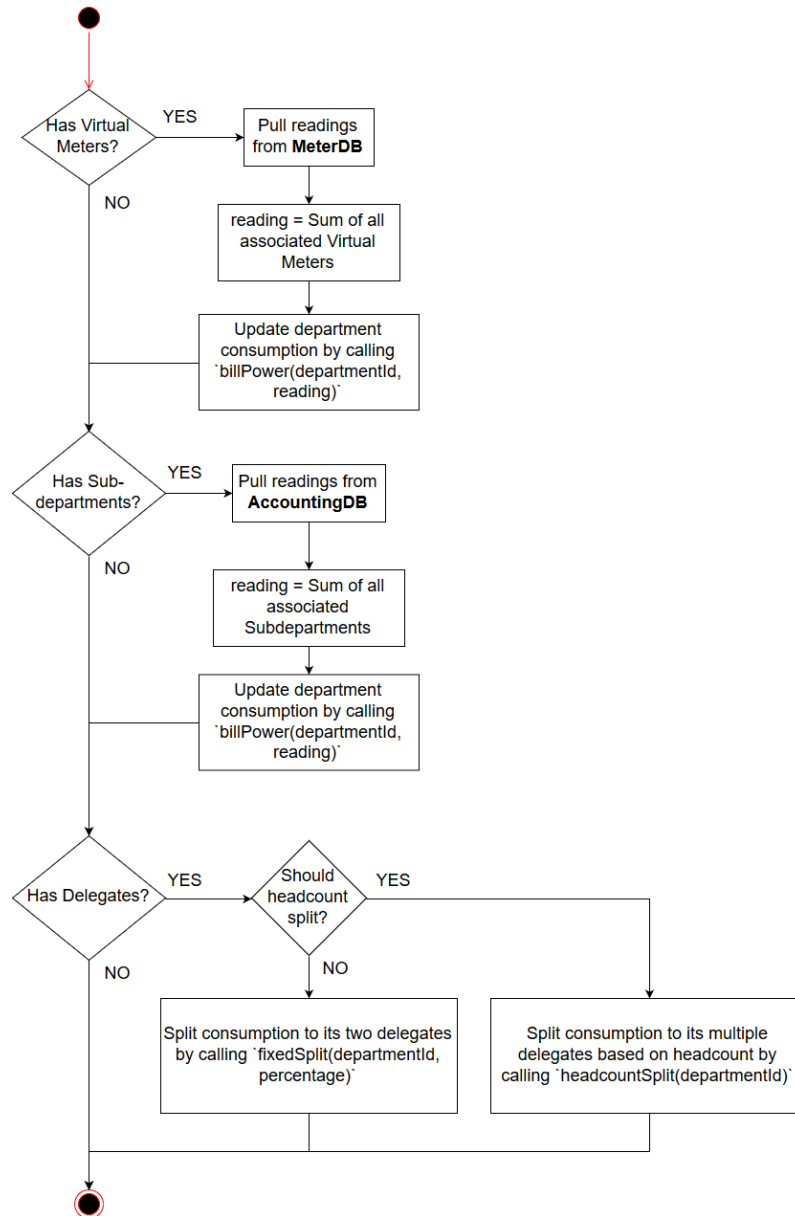 Has Virtual
Meters?
YES
Pull readings
from MeterDB
NO
reading = Sum of all
associated Virtual
Meters
Update department
consumption by calling
`billPower(departmentId,
reading)`
Has Sub-
departments?
YES
Pull readings from
AccountingDB
NO
reading = Sum of all
associated
Subdepartments
Update department
consumption by calling
`billPower(departmentId,
reading)`
Has Delegates?
YES
Should
headcount
split?
YES
NO
NO
Split consumption to its two delegates
by calling `fixedSplit(departmentId,
percentage)`
Split consumption to its multiple
delegates based on headcount by
calling `headcountSplit(departmentId)`